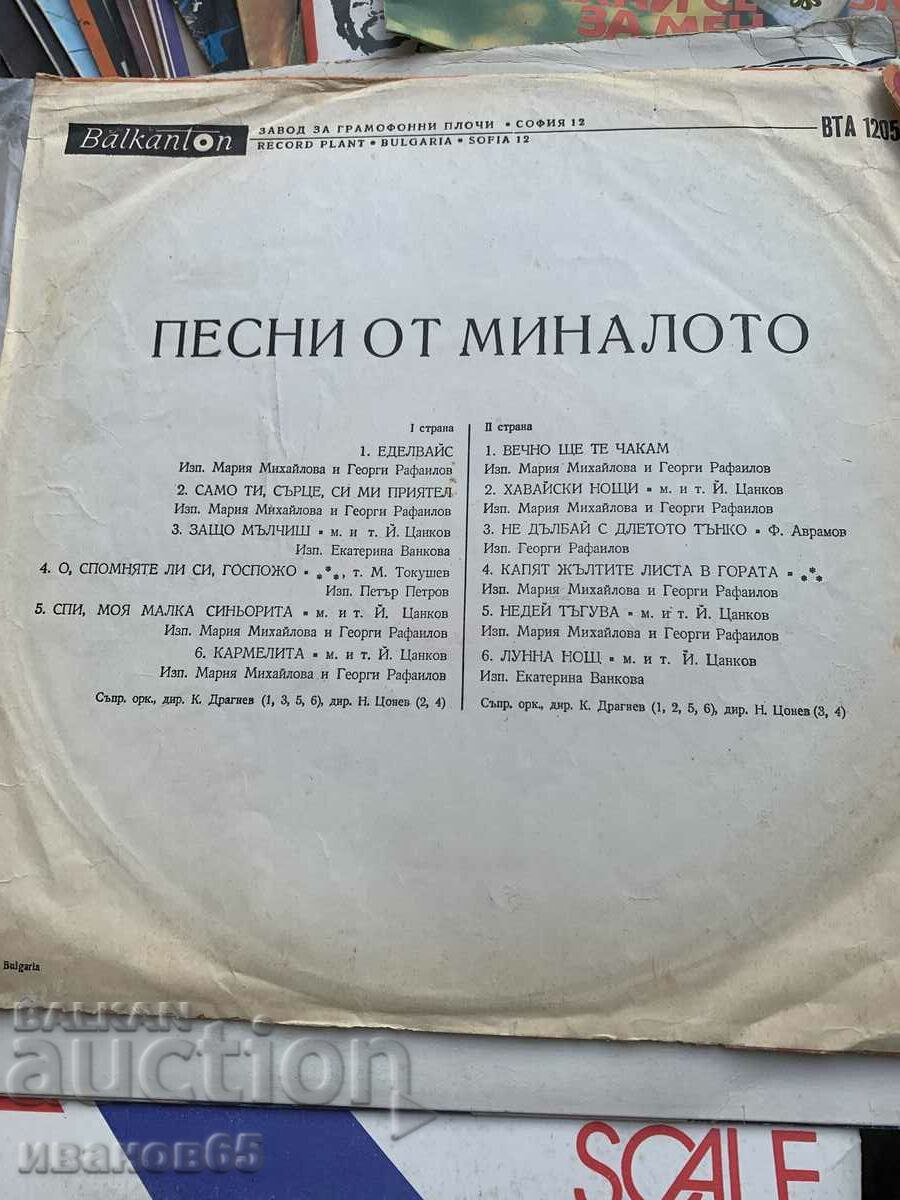 ЗА МЕН
Balkanton
ЗАВОД ЗА ГРАМОФОННИ ПЛОЧИ • СОФИЯ 12
RECORD PLANT • BULGARIA • SOFIA 12
ВТА 1205
ПЕСНИ ОТ МИНАЛОТО
I страна
1. ЕДЕЛВАЙС
Изп. Мария Михайлова и Георги Рафаилов
2. САМО ТИ, СЪРЦЕ, СИ МИ ПРИЯТЕЛ
Изп. Мария Михайлова и Георги Рафаилов
3. ЗАЩО МЪЛЧИШ • м. и т. Й. Цанков
Изп. Екатерина Ванкова
4. О, СПОМНЯТЕ ЛИ СИ, ГОСПОЖО • ***, т. М. Токушев
Изп. Петър Петров
5. СПИ, МОЯ МАЛКА СИНЬОРИТА • м. и т. Й. Цанков
Изп. Мария Михайлова и Георги Рафаилов
6. КАРМЕЛИТА • м. и т. Й. Цанков
Изп. Мария Михайлова и Георги Рафаилов
Съпр. орк., дир. К. Драгнев (1, 3, 5, 6), дир. Н. Цонев (2, 4)
II страна
1. ВЕЧНО ЩЕ ТЕ ЧАКАМ
Изп. Мария Михайлова и Георги Рафаилов
2. ХАВАЙСКИ НОЩИ • м. и т. Й. Цанков
Изп. Мария Михайлова и Георги Рафаилов
3. НЕ ДЪЛБАЙ С ДЛЕТОТО ТЪНКО • Ф. Аврамов
Изп. Георги Рафаилов
4. КАПЯТ ЖЪЛТИТЕ ЛИСТА В ГОРАТА • ***
Изп. Мария Михайлова и Георги Рафаилов
5. НЕДЕЙ ТЪГУВА • м. и т. Й. Цанков
Изп. Мария Михайлова и Георги Рафаилов
6. ЛУННА НОЩ • м. и т. Й. Цанков
Изп. Екатерина Ванкова
Съпр. орк., дир. К. Драгнев (1, 2, 5, 6), дир. Н. Цонев (3, 4)
Bulgaria
BALKAN
auction
иванов65
SCALE